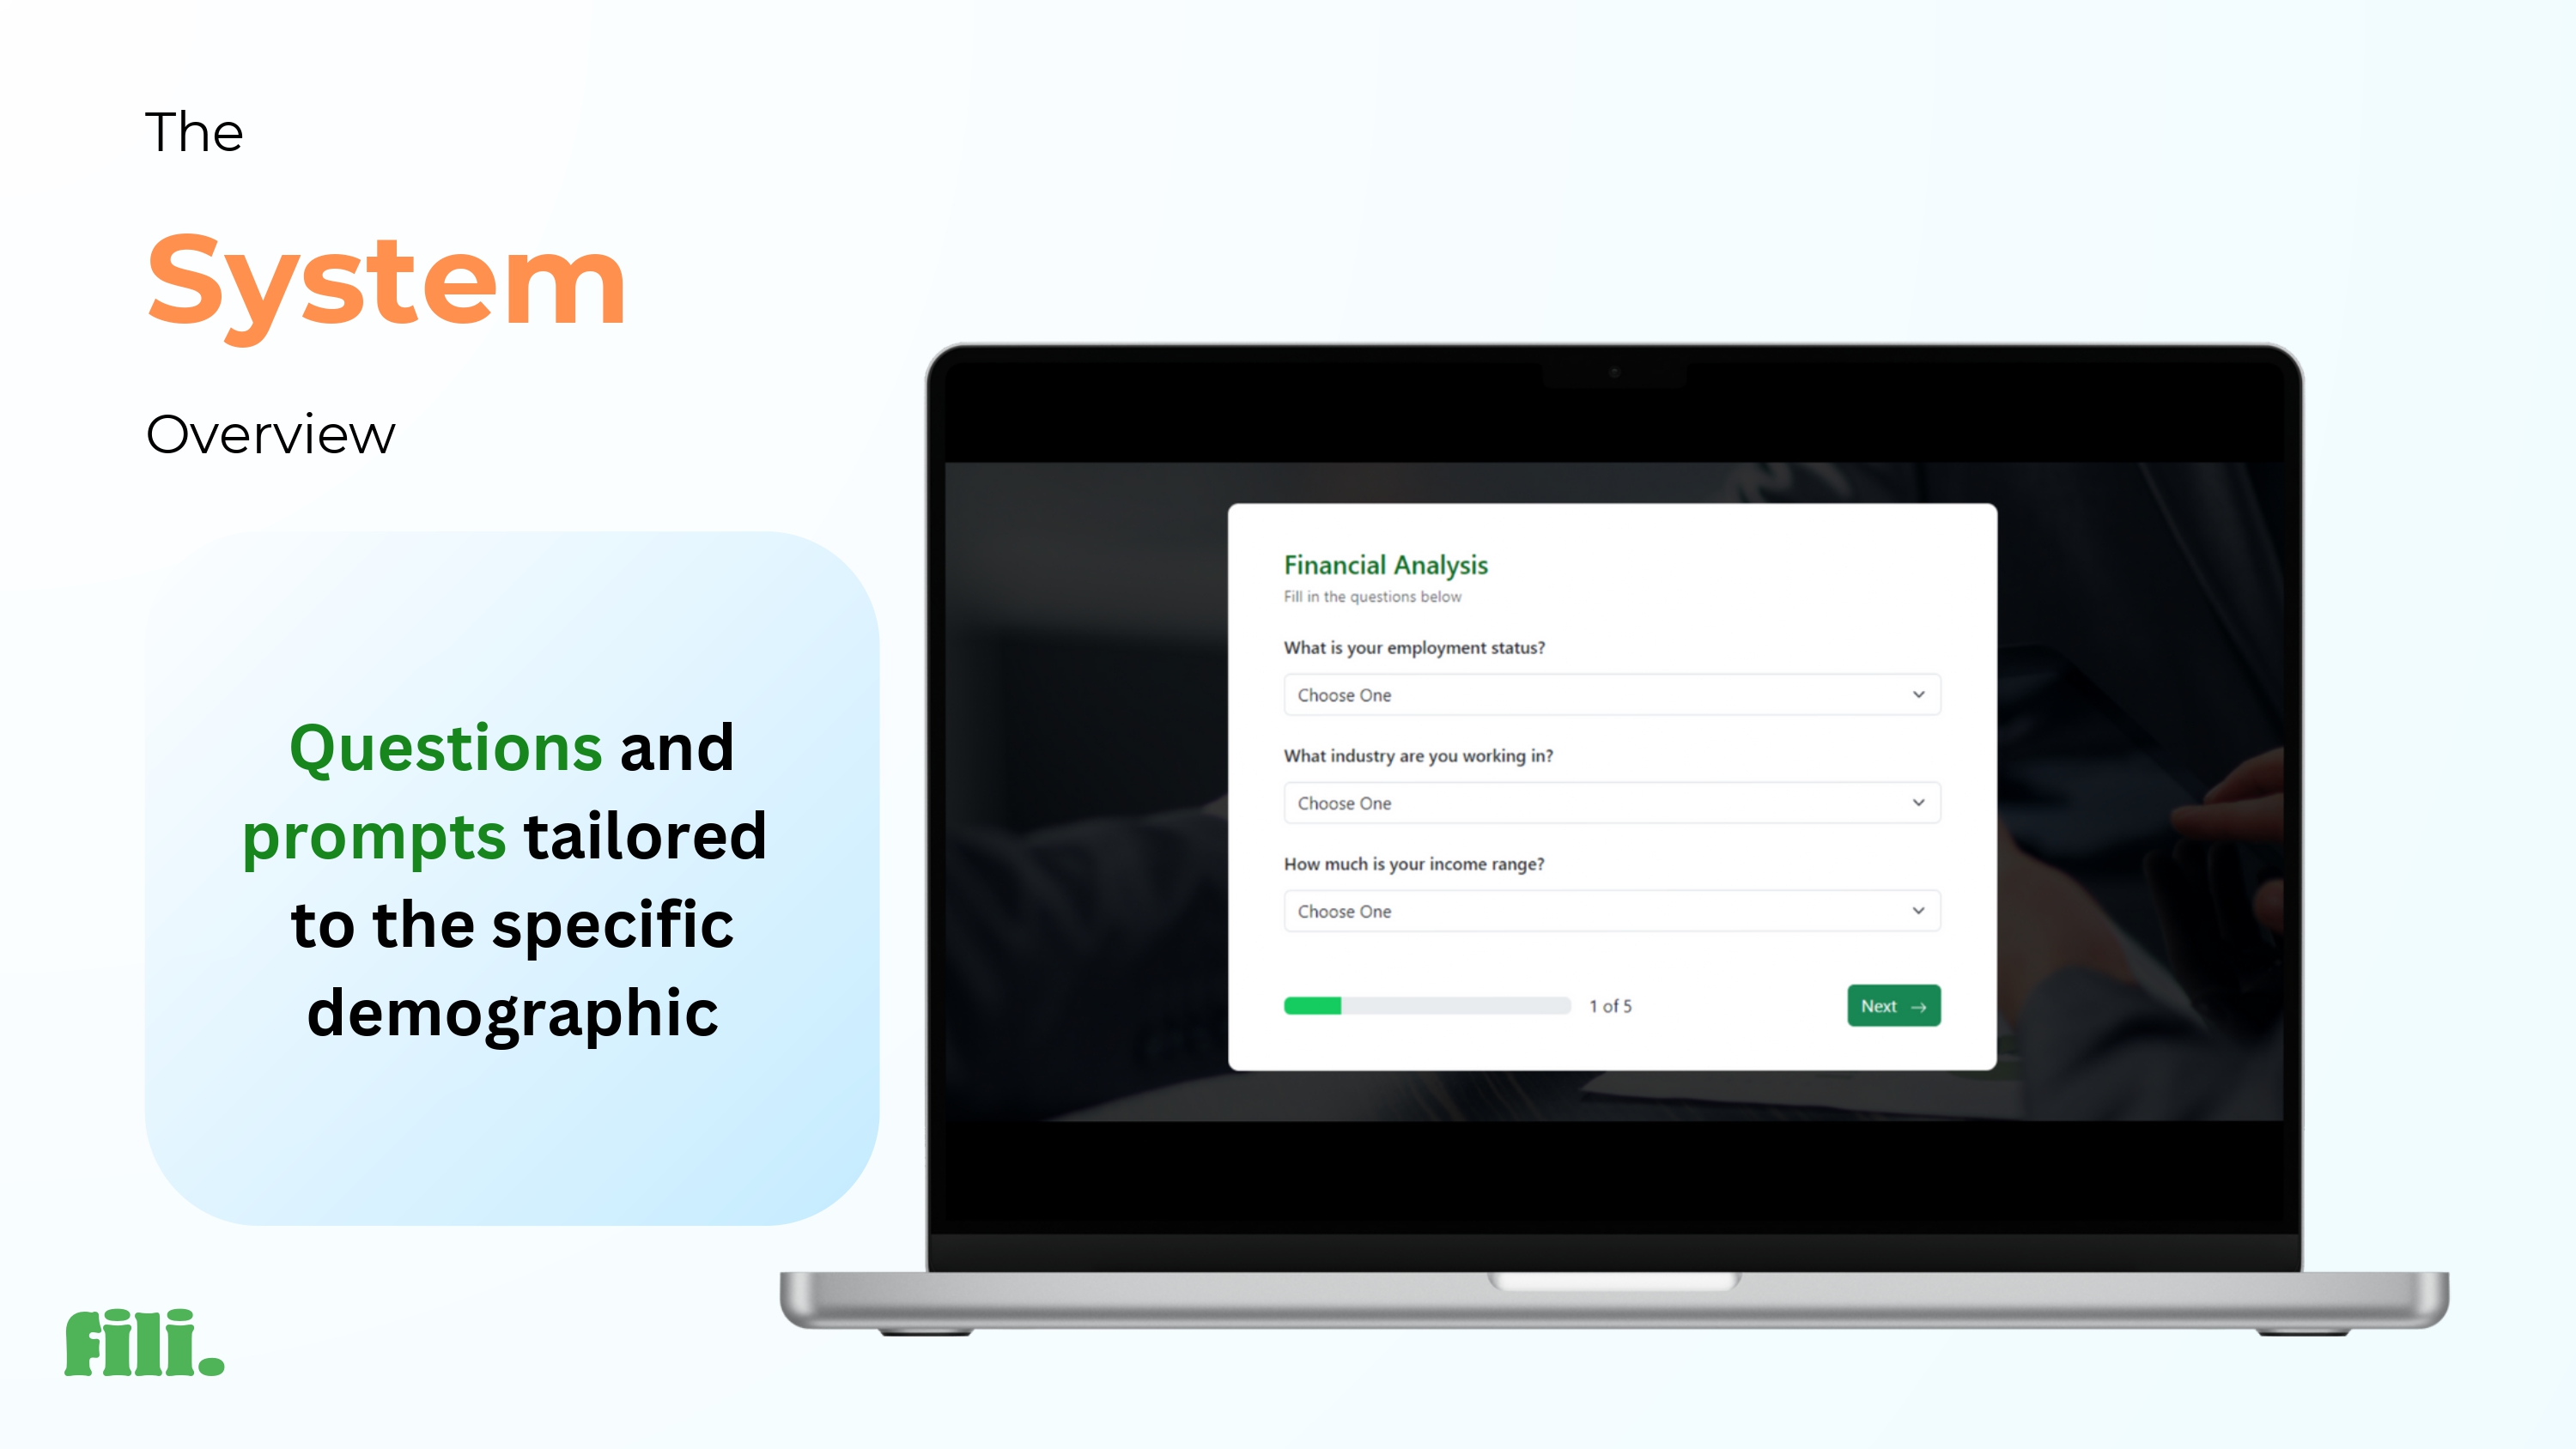 The
System
Overview
Questions and
prompts tailored
to the specific
demographic
Financial Analysis
Fill in the questions below
What is your employment status?
Choose One
What industry are you working in?
Choose One
How much is your income range?
Choose One
1 of 5
Next →
fili.